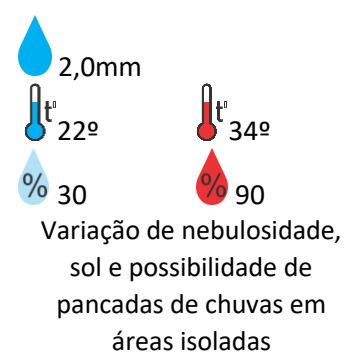 2,0mm
t° 22º t° 34º
% 30 % 90
Variação de nebulosidade,
sol e possibilidade de
pancadas de chuvas em
áreas isoladas